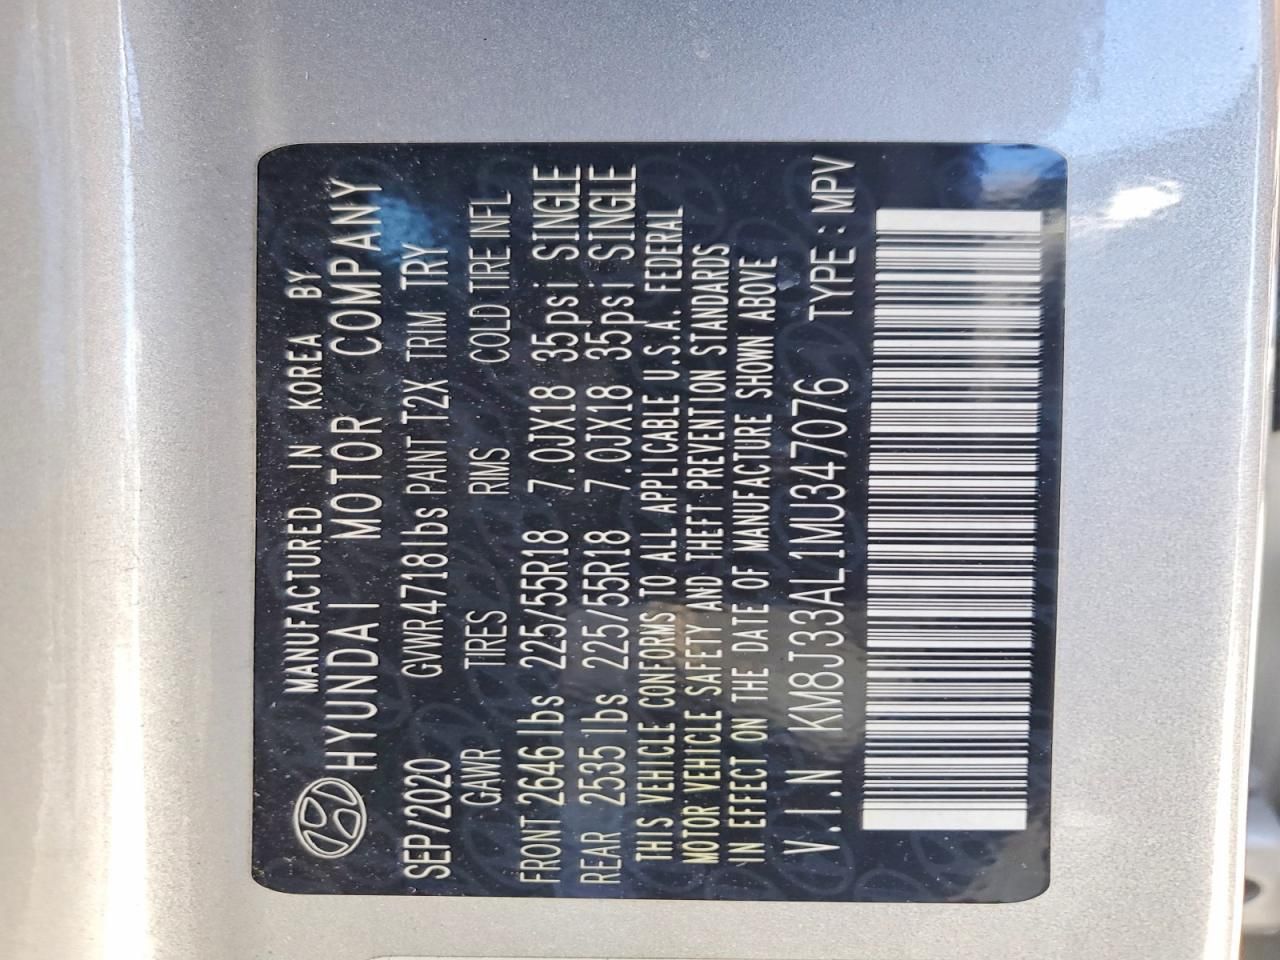 MANUFACTURED IN KOREA BY
HYUNDAI MOTOR COMPANY
SEP/2020 GVWR4718lbs PAINT T2X TRIM TRY
GAWR TIRES RIMS COLD TIRE INFL
FRONT 2646 lbs 225/55R18 7.0JX18 35psi SINGLE
REAR 2535 lbs 225/55R18 7.0JX18 35psi SINGLE
THIS VEHICLE CONFORMS TO ALL APPLICABLE U.S.A. FEDERAL
MOTOR VEHICLE SAFETY AND THEFT PREVENTION STANDARDS
IN EFFECT ON THE DATE OF MANUFACTURE SHOWN ABOVE
V.I.N KM8J33AL1MU347076 TYPE : MPV